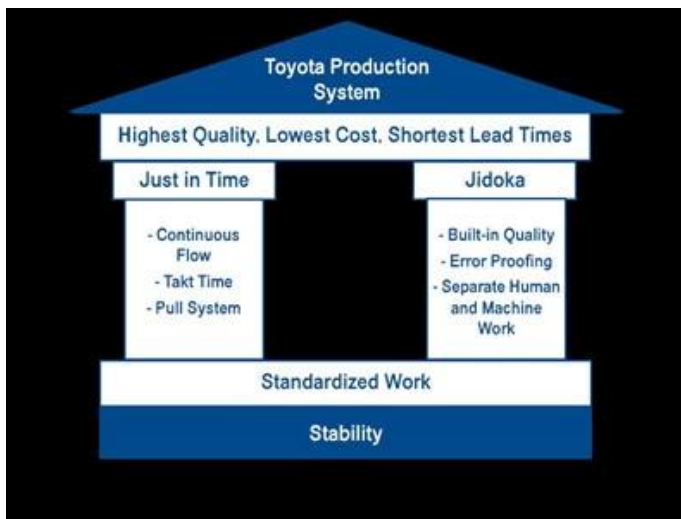 Toyota Production
System
Highest Quality, Lowest Cost, Shortest Lead Times
Just in Time
- Continuous
Flow
- Takt Time
- Pull System
Jidoka
- Built-in Quality
- Error Proofing
- Separate Human
and Machine
Work
Standardized Work
Stability